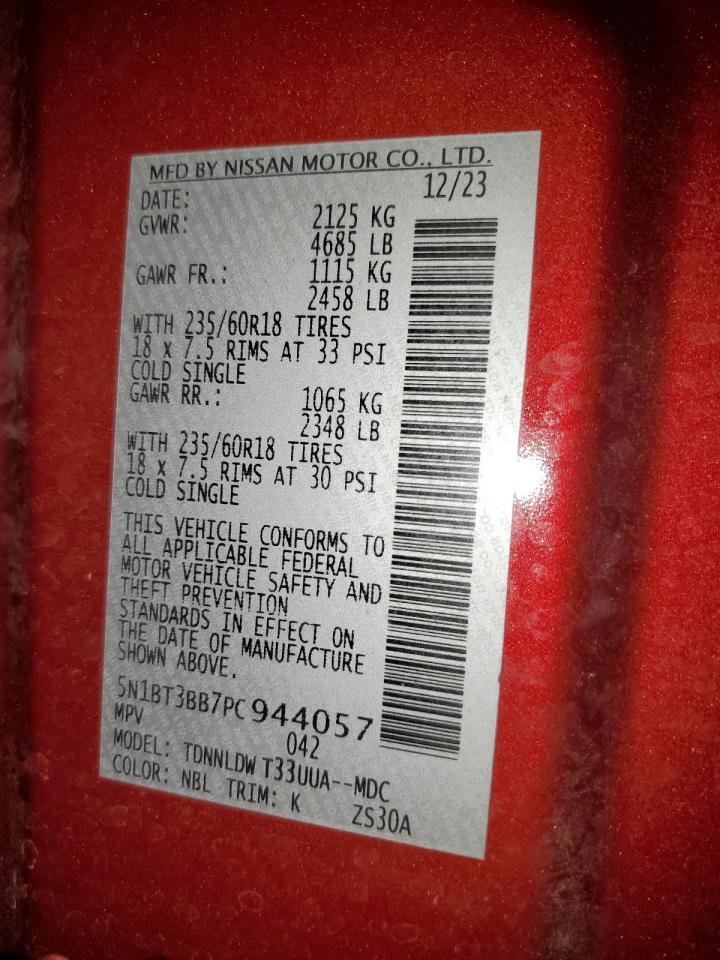 MFD BY NISSAN MOTOR CO., LTD.
DATE: 12/23
GVWR: 2125 KG
4685 LB
GAWR FR.: 1115 KG
2458 LB
WITH 235/60R18 TIRES
18 x 7.5 RIMS AT 33 PSI
COLD SINGLE
GAWR RR.: 1065 KG
2348 LB
WITH 235/60R18 TIRES
18 x 7.5 RIMS AT 30 PSI
COLD SINGLE
THIS VEHICLE CONFORMS TO
ALL APPLICABLE FEDERAL
MOTOR VEHICLE SAFETY AND
THEFT PREVENTION
STANDARDS IN EFFECT ON
THE DATE OF MANUFACTURE
SHOWN ABOVE.
5N1BT3BB7PC944057
MPV 042
MODEL: TDNNLDW T33UUA--MDC
COLOR: NBL TRIM: K ZS30A